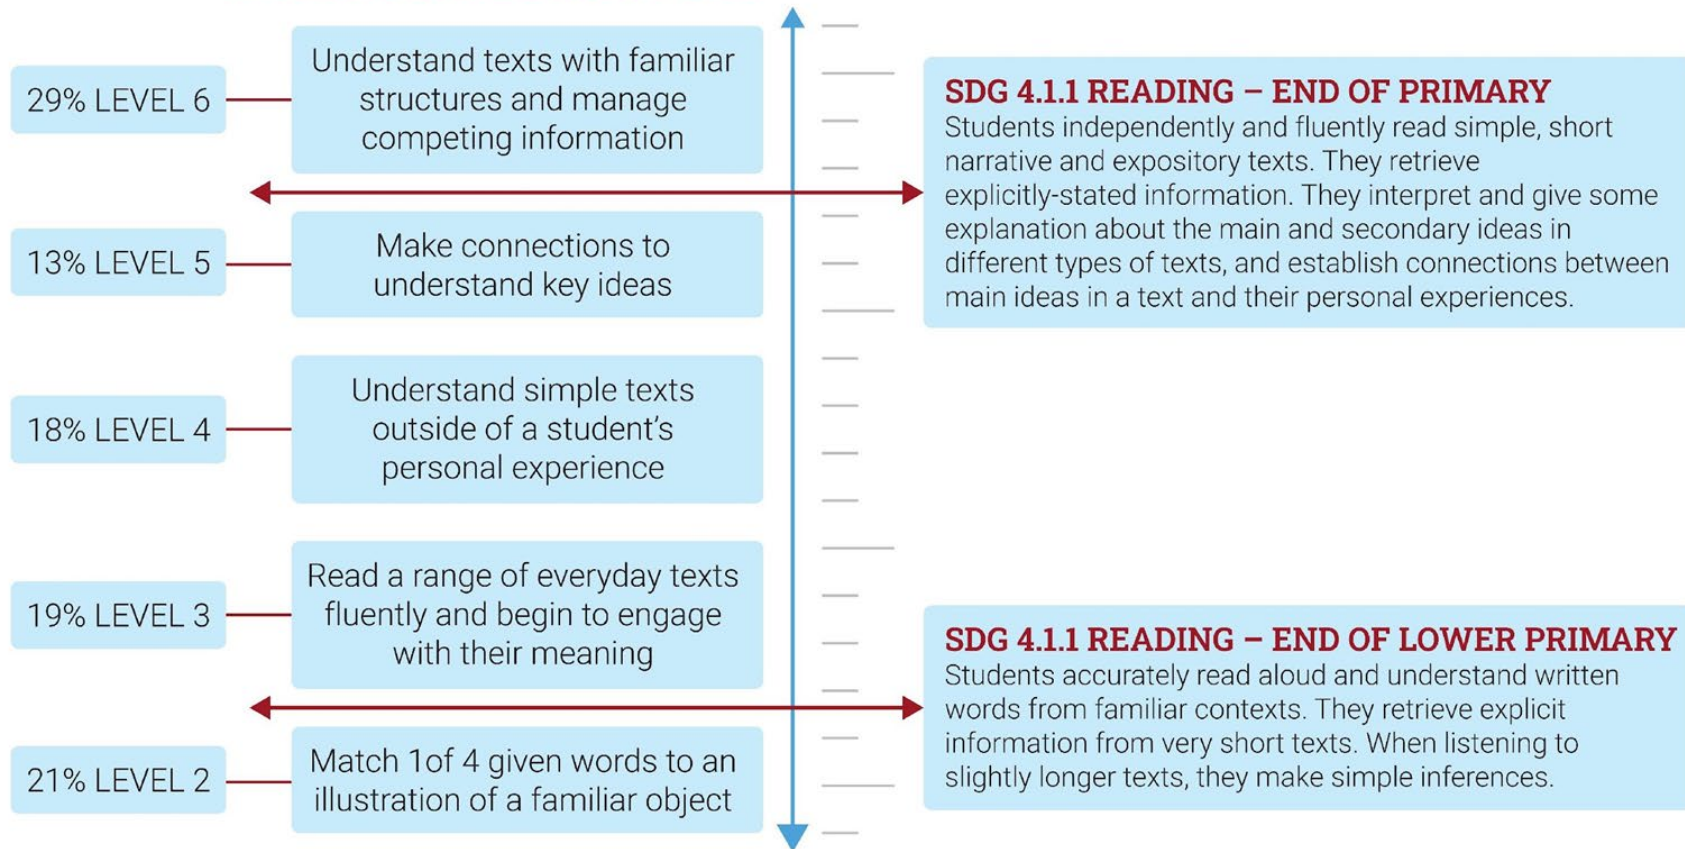 29% LEVEL 6
Understand texts with familiar
structures and manage
competing information
SDG 4.1.1 READING – END OF PRIMARY
Students independently and fluently read simple, short
narrative and expository texts. They retrieve
explicitly-stated information. They interpret and give some
explanation about the main and secondary ideas in
different types of texts, and establish connections between
main ideas in a text and their personal experiences.
13% LEVEL 5
Make connections to
understand key ideas
18% LEVEL 4
Understand simple texts
outside of a student’s
personal experience
19% LEVEL 3
Read a range of everyday texts
fluently and begin to engage
with their meaning
SDG 4.1.1 READING – END OF LOWER PRIMARY
Students accurately read aloud and understand written
words from familiar contexts. They retrieve explicit
information from very short texts. When listening to
slightly longer texts, they make simple inferences.
21% LEVEL 2
Match 1of 4 given words to an
illustration of a familiar object